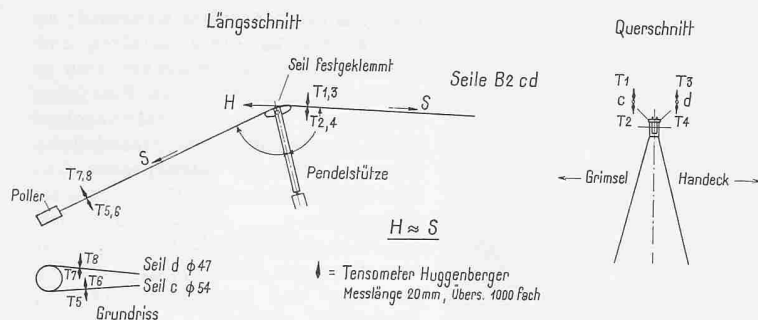 Längsschnitt
Querschnitt
Seil festgeklemmt
Seile B2 cd
H
T1,3
S
T2,4
S
T7,8
T5,6
Poller
Pendelstütze
H ≈ S
T1 T3
c d
T2 T4
Grimsel Handeck
T8
T7
T6
T5
Seil d ϕ47
Seil c ϕ54
Grundriss
= Tensometer Huggenberger
Messlänge 20mm, Übers. 1000 fach